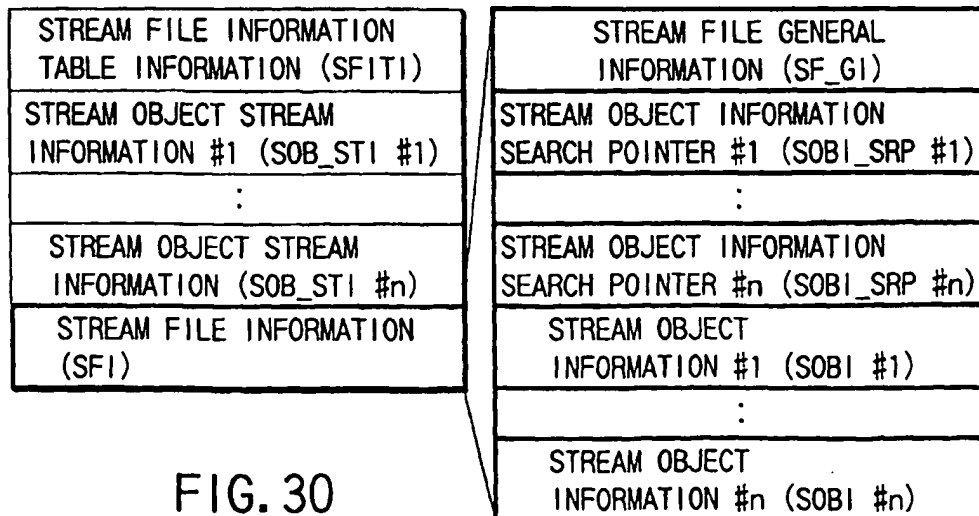 STREAM FILE INFORMATION
TABLE INFORMATION (SFITI)
STREAM OBJECT STREAM
INFORMATION #1 (SOB_STI #1)
:
STREAM OBJECT STREAM
INFORMATION (SOB_STI #n)
STREAM FILE INFORMATION
(SFI)
STREAM FILE GENERAL
INFORMATION (SF_GI)
STREAM OBJECT INFORMATION
SEARCH POINTER #1 (SOBI_SRP #1)
:
STREAM OBJECT INFORMATION
SEARCH POINTER #n (SOBI_SRP #n)
STREAM OBJECT
INFORMATION #1 (SOBI #1)
:
STREAM OBJECT
INFORMATION #n (SOBI #n)
FIG. 30